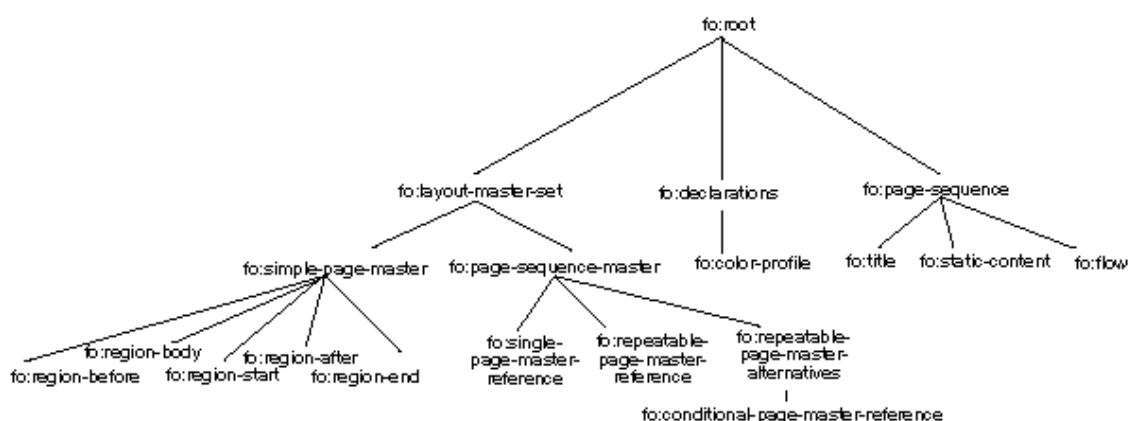 fo:root
fo:layout-master-set
fo:declarations
fo:page-sequence
fo:simple-page-master
fo:page-sequence-master
fo:color-profile
fo:title
fo:static-content
fo:flow
fo:region-body
fo:region-before
fo:region-start
fo:region-after
fo:region-end
fo:single-
page-master-
reference
fo:repeatable-
page-master-
reference
fo:repeatable-
page-master-
alternatives
fo:conditional-page-master-reference